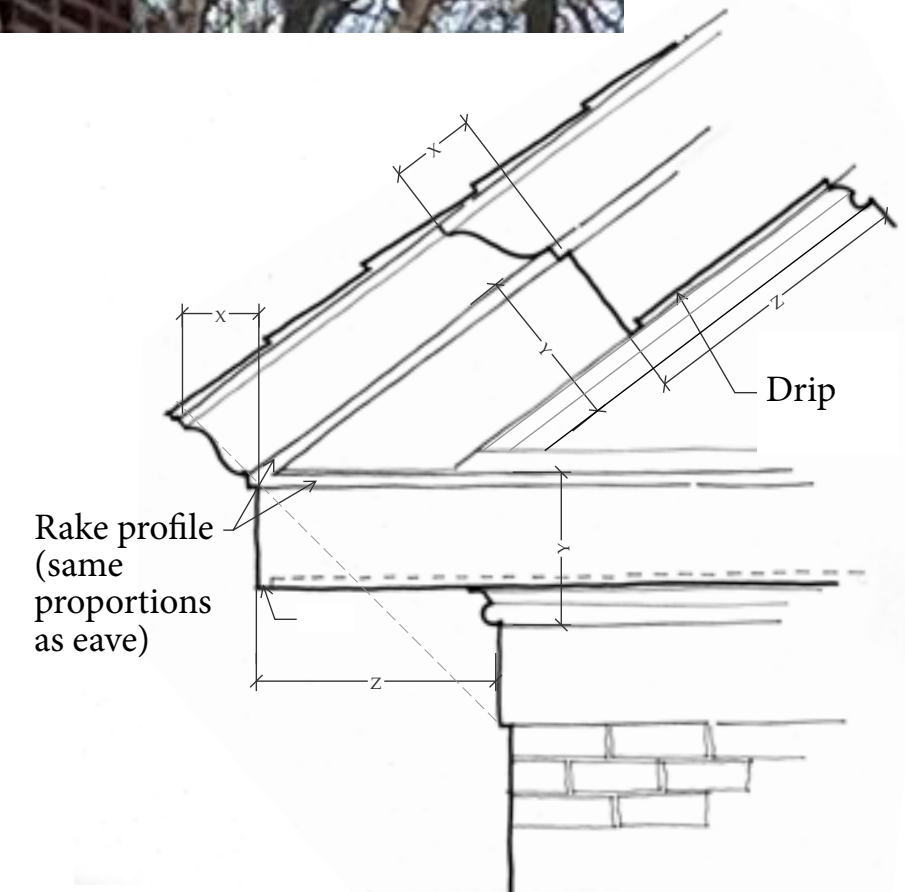 X
X
Z
Y
Drip
Rake profile
(same
proportions
as eave)
Y
Z